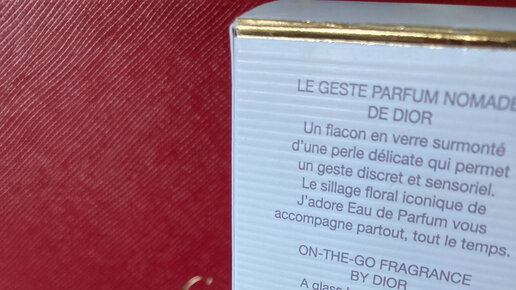 LE GESTE PARFUM NOMADE
DE DIOR
Un flacon en verre surmonté
d'une perle délicate qui permet
un geste discret et sensoriel.
Le sillage floral iconique de
J'adore Eau de Parfum vous
accompagne partout, tout le temps.
ON-THE-GO FRAGRANCE
BY DIOR
A glass